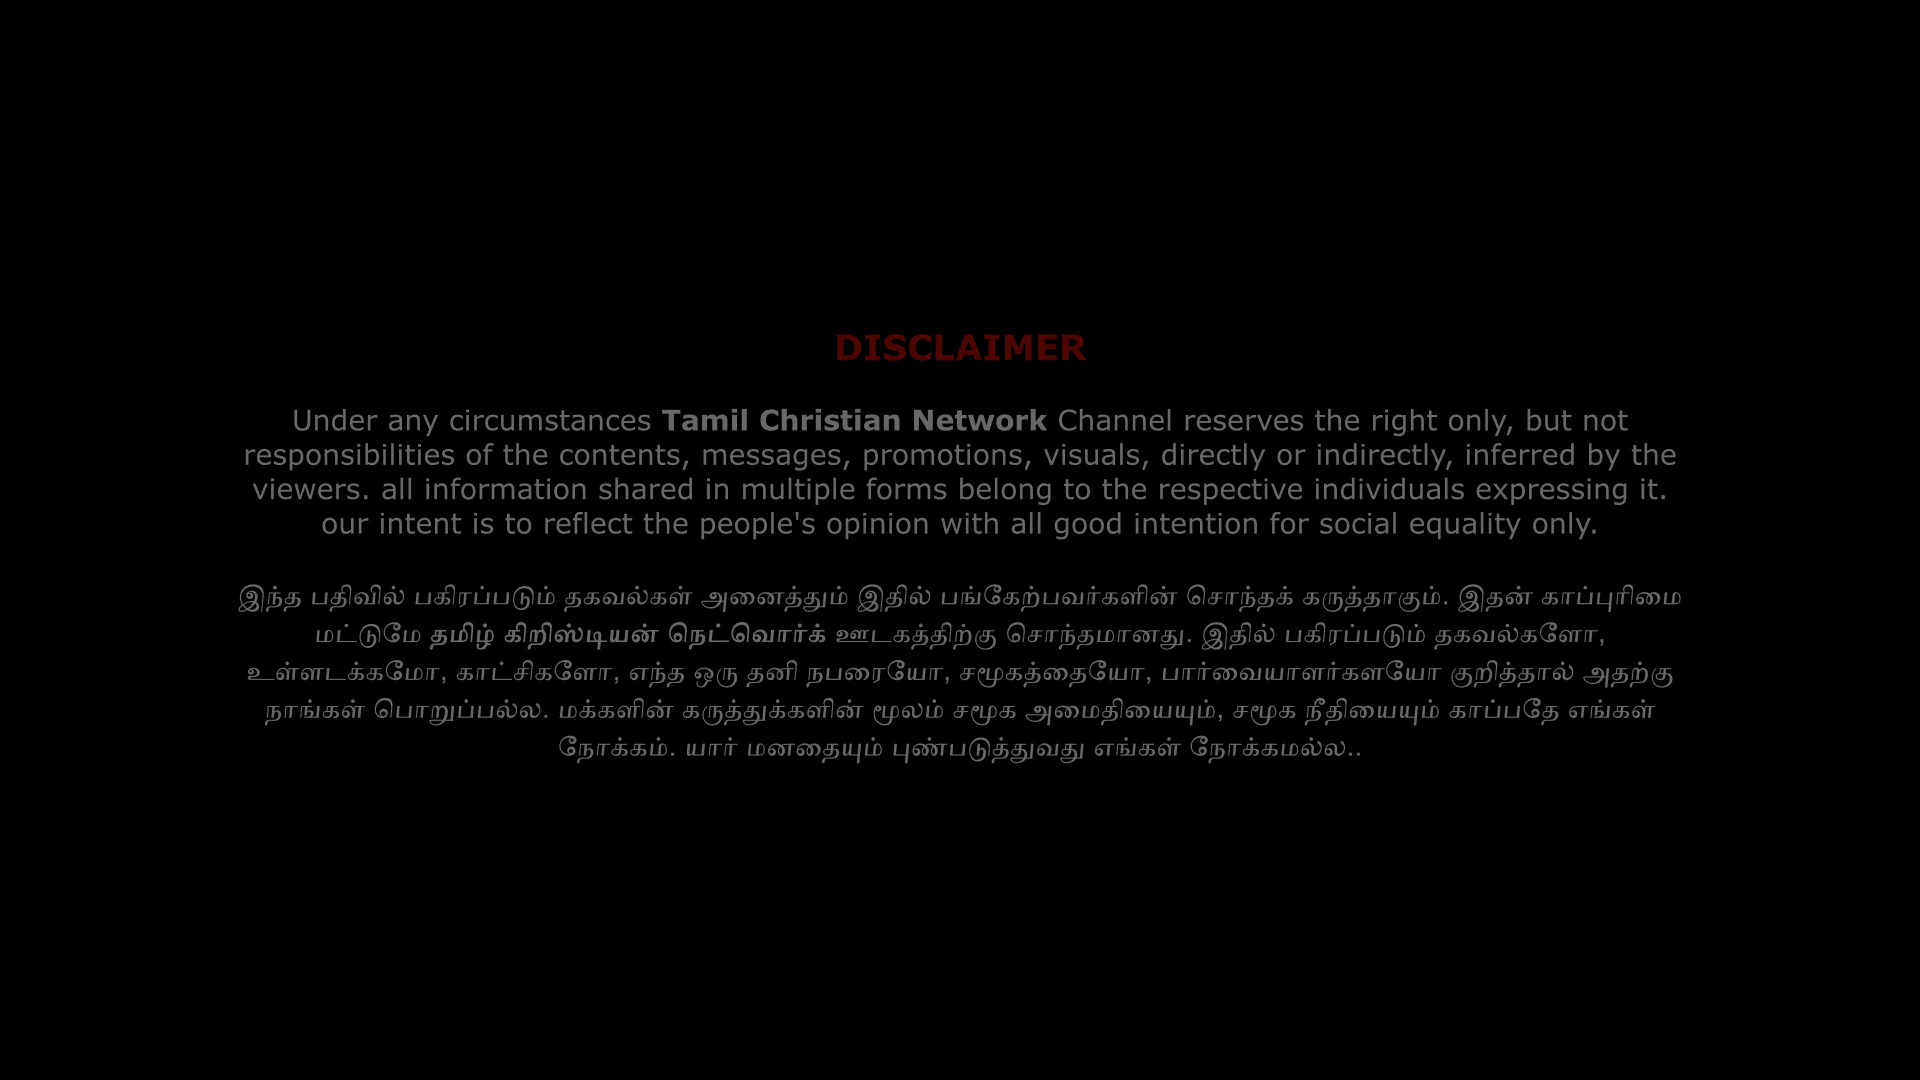 DISCLAIMER
Under any circumstances Tamil Christian Network Channel reserves the right only, but not
responsibilities of the contents, messages, promotions, visuals, directly or indirectly, inferred by the
viewers. all information shared in multiple forms belong to the respective individuals expressing it.
our intent is to reflect the people's opinion with all good intention for social equality only.
இந்த பதிவில் பகிரப்படும் தகவல்கள் அனைத்தும் இதில் பங்கேற்பவர்களின் சொந்தக் கருத்தாகும். இதன் காப்புரிமை
மட்டுமே தமிழ் கிறிஸ்டியன் நெட்வொர்க் ஊடகத்திற்கு சொந்தமானது. இதில் பகிரப்படும் தகவல்களோ,
உள்ளடக்கமோ, காட்சிகளோ, எந்த ஒரு தனி நபரையோ, சமூகத்தையோ, பார்வையாளர்களயோ குறித்தால் அதற்கு
நாங்கள் பொறுப்பல்ல. மக்களின் கருத்துக்களின் மூலம் சமூக அமைதியையும், சமூக நீதியையும் காப்பதே எங்கள்
நோக்கம். யார் மனதையும் புண்படுத்துவது எங்கள் நோக்கமல்ல..